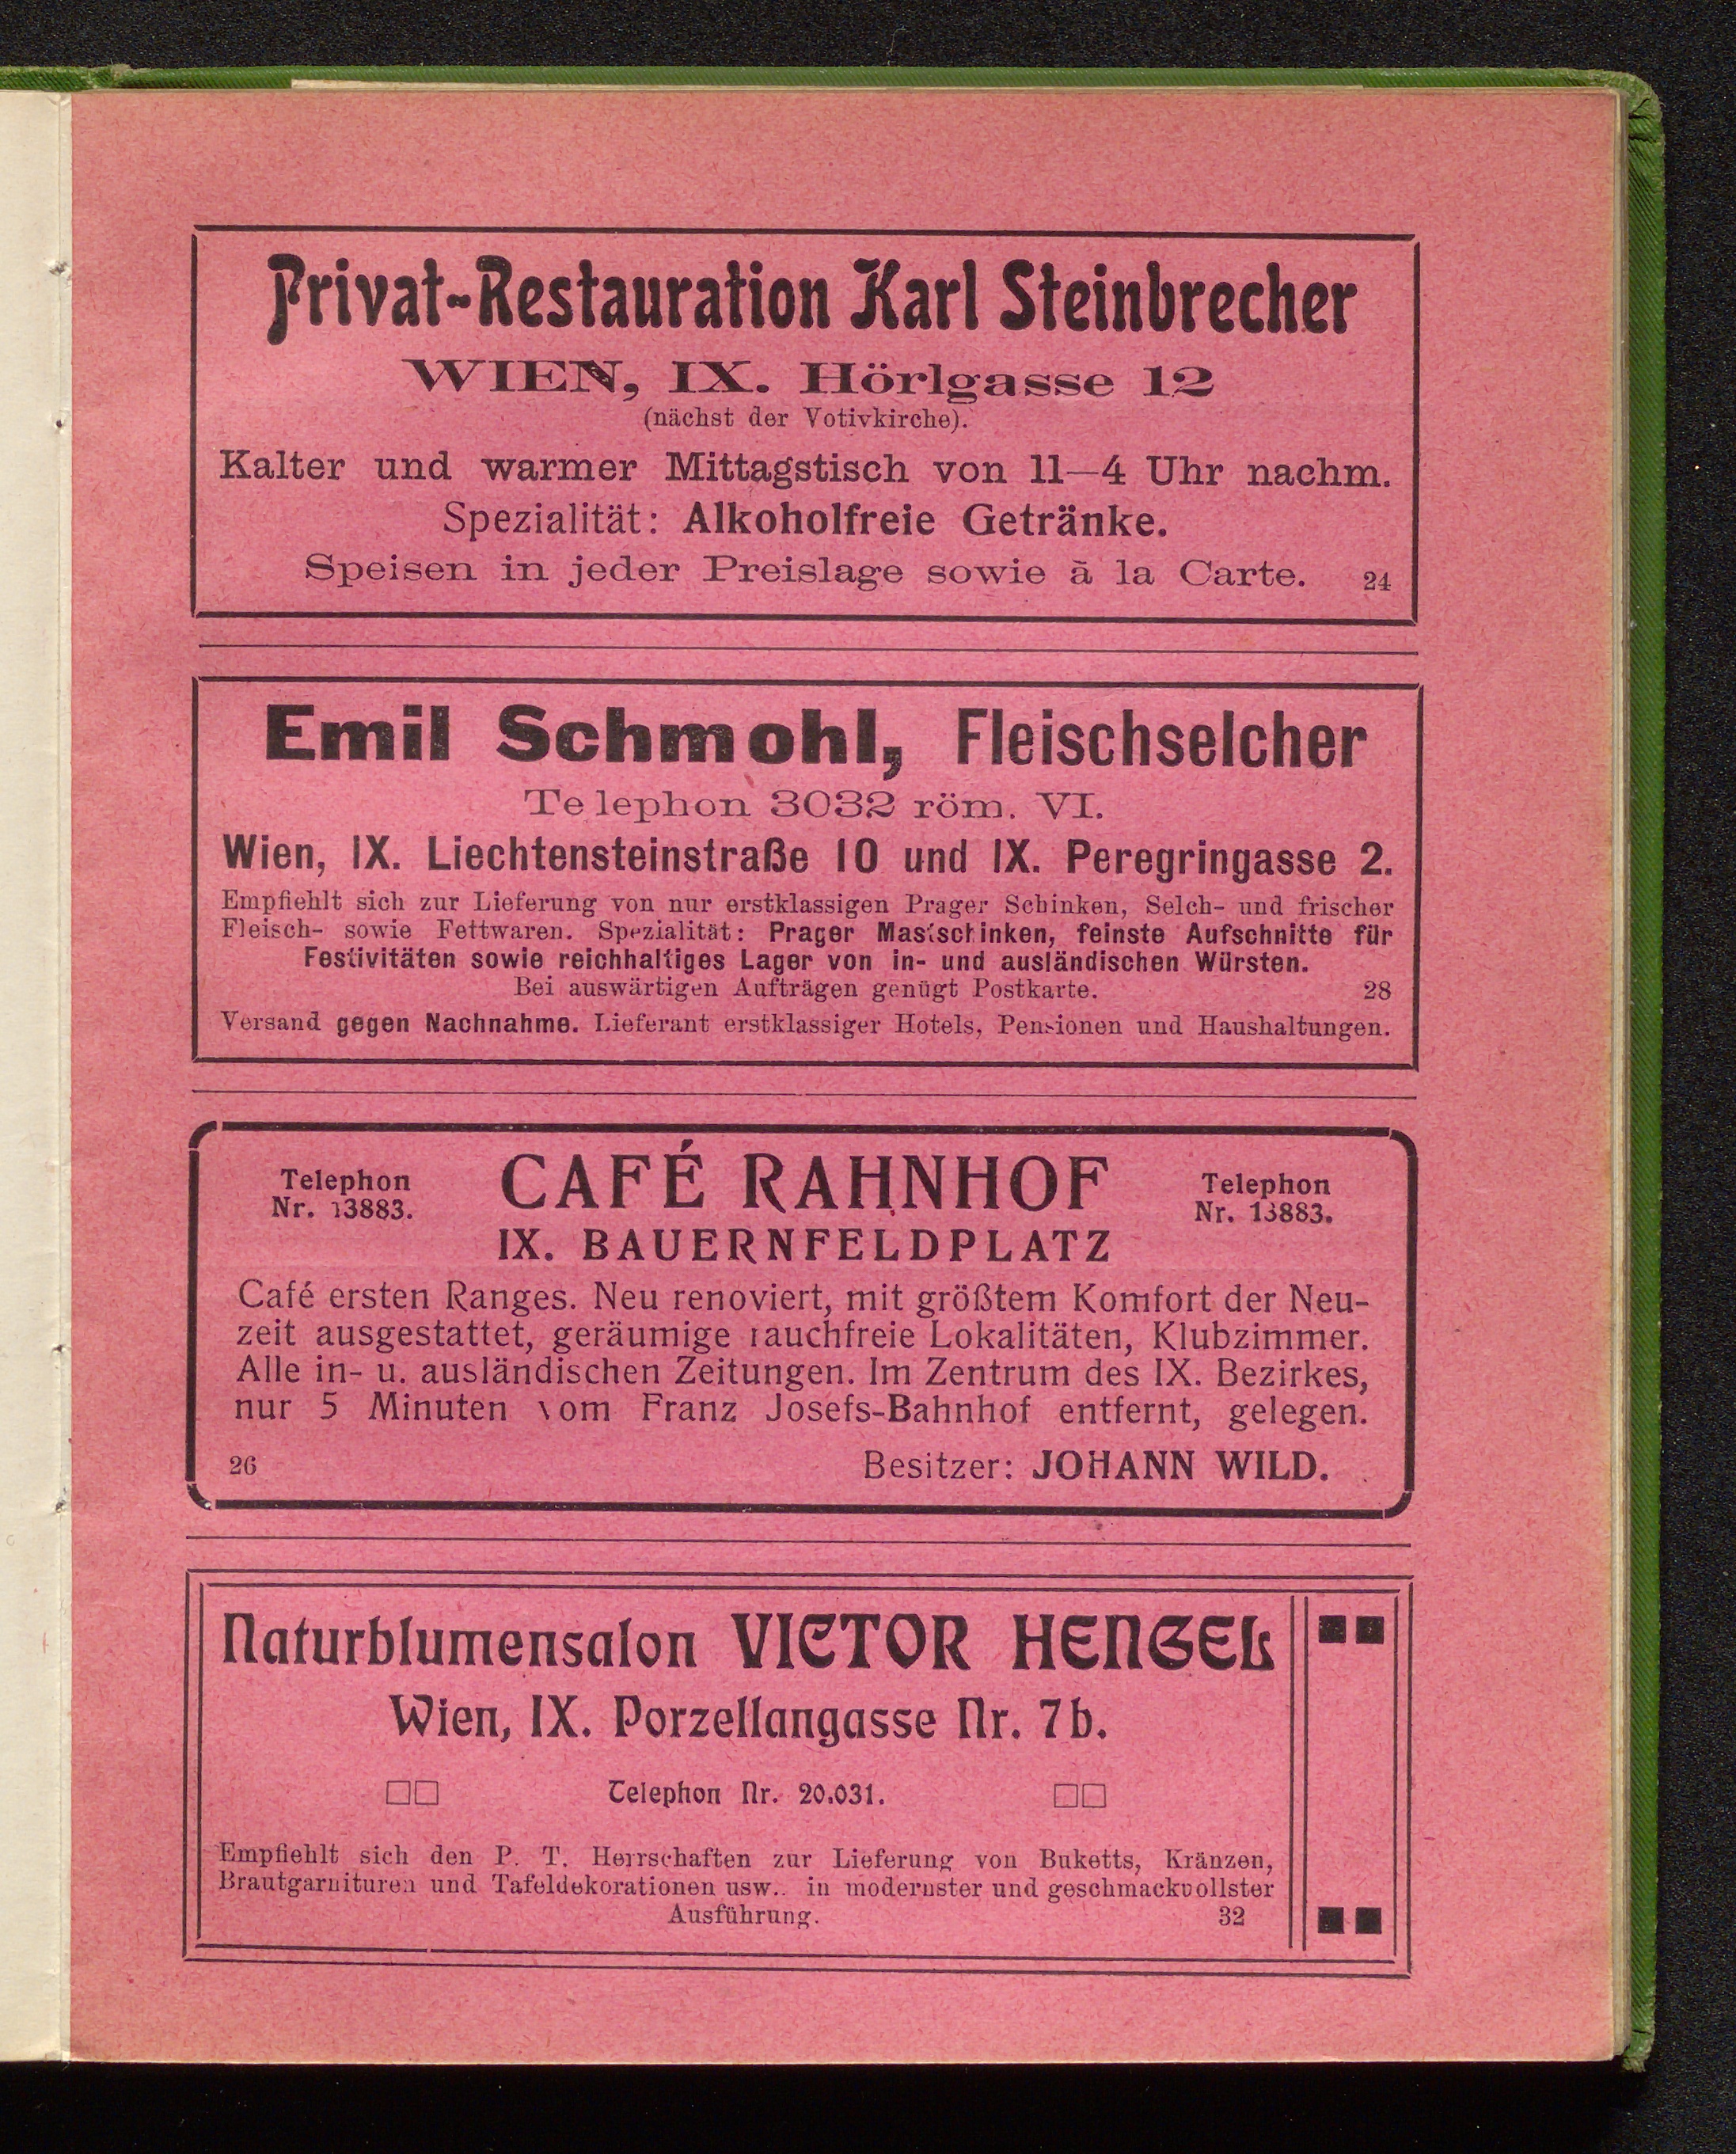 Privat-Restauration Karl Steinbrecher
WIEN, IX. Hörlgasse 12
(nächst der Votivkirche).
Kalter und warmer Mittagstisch von 11—4 Uhr nachm.
Spezialität: Alkoholfreie Getränke.
Speisen in jeder Preislage sowie à la Carte. 24
Emil Schmohl, Fleischselcher
Telephon 3032 röm. VI.
Wien, IX. Liechtensteinstraße 10 und IX. Peregringasse 2.
Empfiehlt sich zur Lieferung von nur erstklassigen Prager Schinken, Selch- und frischer
Fleisch- sowie Fettwaren. Spezialität: Prager Mastschinken, feinste Aufschnitte für
Festivitäten sowie reichhaltiges Lager von in- und ausländischen Würsten.
Bei auswärtigen Aufträgen genügt Postkarte. 28
Versand gegen Nachnahme. Lieferant erstklassiger Hotels, Pensionen und Haushaltungen.
Telephon Nr. 13883.
CAFÉ RAHNHOF
Telephon Nr. 13883.
IX. BAUERNFELDPLATZ
Café ersten Ranges. Neu renoviert, mit größtem Komfort der Neu-
zeit ausgestattet, geräumige rauchfreie Lokalitäten, Klubzimmer.
Alle in- u. ausländischen Zeitungen. Im Zentrum des IX. Bezirkes,
nur 5 Minuten vom Franz Josefs-Bahnhof entfernt, gelegen.
26 Besitzer: JOHANN WILD.
Naturblumensalon VICTOR HENGEL
Wien, IX. Porzellangasse Nr. 7b.
Telephon Nr. 20.031.
Empfiehlt sich den P. T. Herrschaften zur Lieferung von Buketts, Kränzen,
Brautgarnituren und Tafeldekorationen usw.. in modernster und geschmackvollster
Ausführung. 32